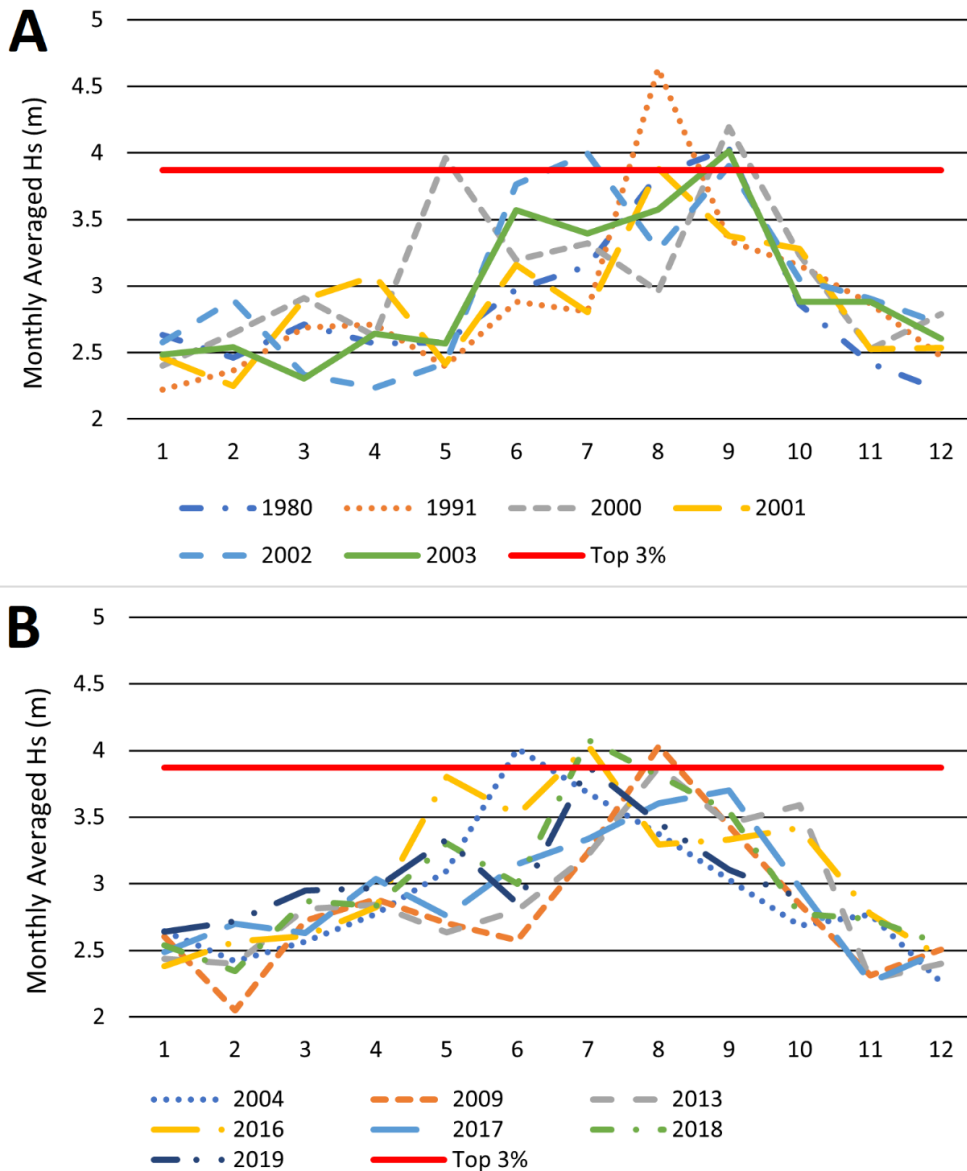 A
Monthly Averaged Hs (m)
5
4.5
4
3.5
3
2.5
2
1 2 3 4 5 6 7 8 9 10 11 12
1980 1991 2000 2001
2002 2003 Top 3%
B
Monthly Averaged Hs (m)
5
4.5
4
3.5
3
2.5
2
1 2 3 4 5 6 7 8 9 10 11 12
2004 2009 2013
2016 2017 2018
2019 Top 3%